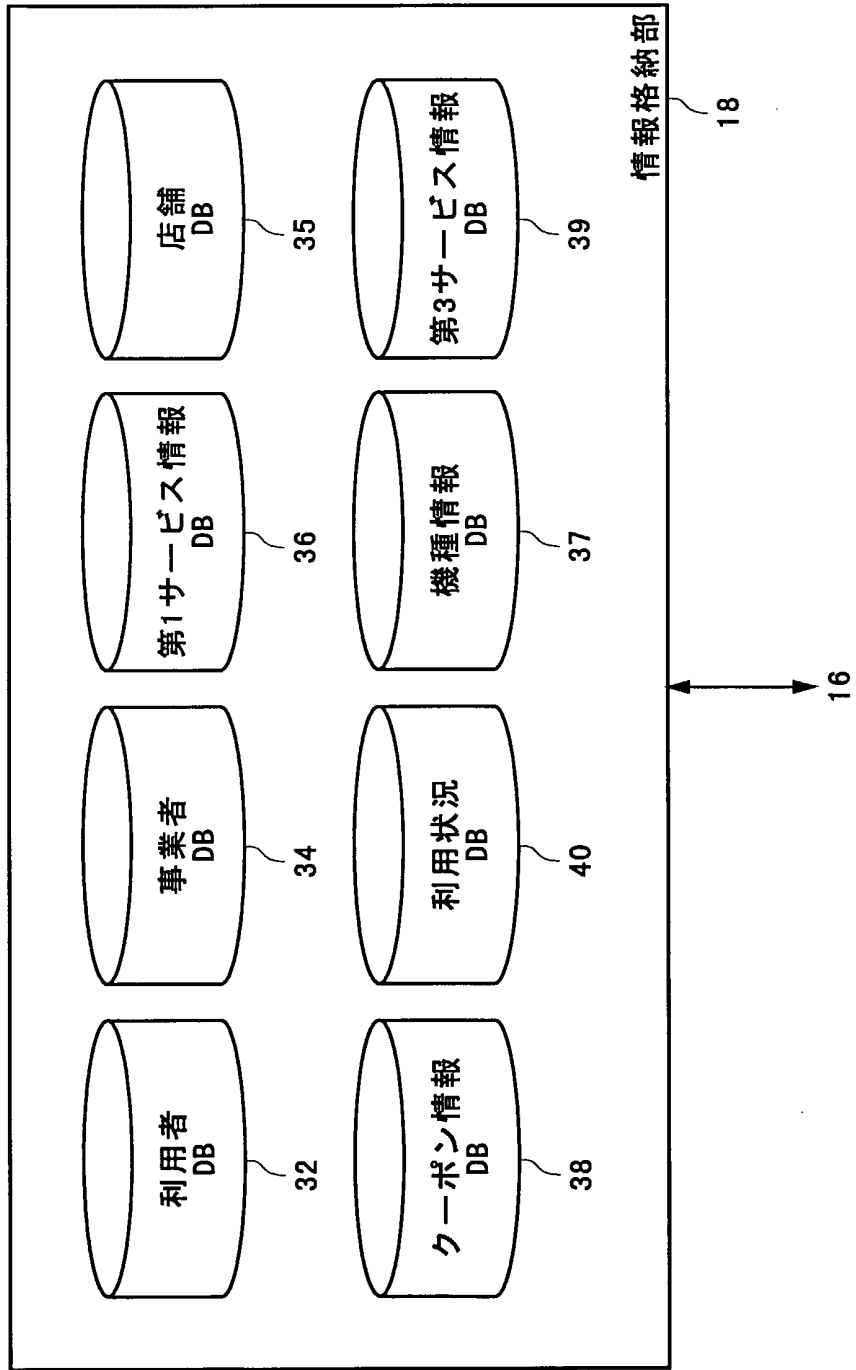 利用者
DB
32
事業者
DB
34
第1サービス情報
DB
36
店舗
DB
35
クーポン情報
DB
38
利用状況
DB
40
機種情報
DB
37
第3サービス情報
DB
39
情報格納部
18
16